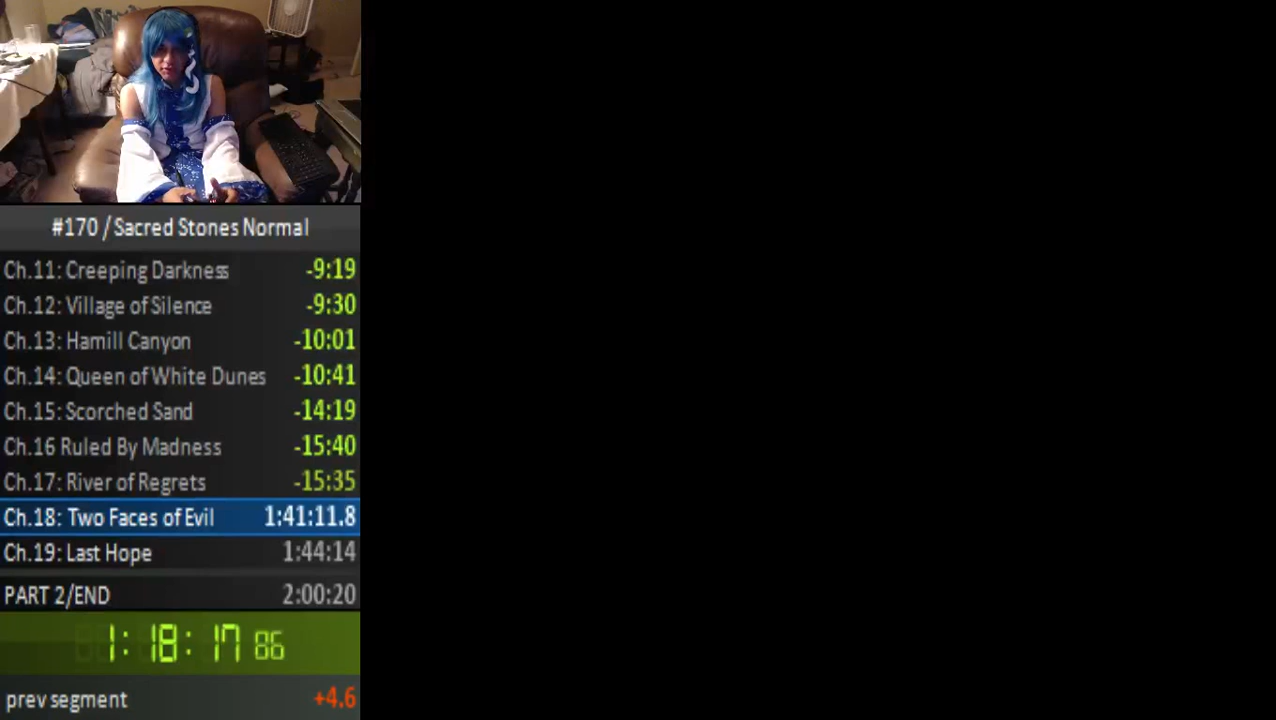 #170 / Sacred Stones Normal
Ch.11: Creeping Darkness -9:19
Ch.12: Village of Silence -9:30
Ch.13: Hamill Canyon -10:01
Ch.14: Queen of White Dunes -10:41
Ch.15: Scorched Sand -14:19
Ch.16 Ruled By Madness -15:40
Ch.17: River of Regrets -15:35
Ch.18: Two Faces of Evil 1:41:11.8
Ch.19: Last Hope 1:44:14
PART 2/END 2:00:20
1:18:17 86
prev segment +4.6